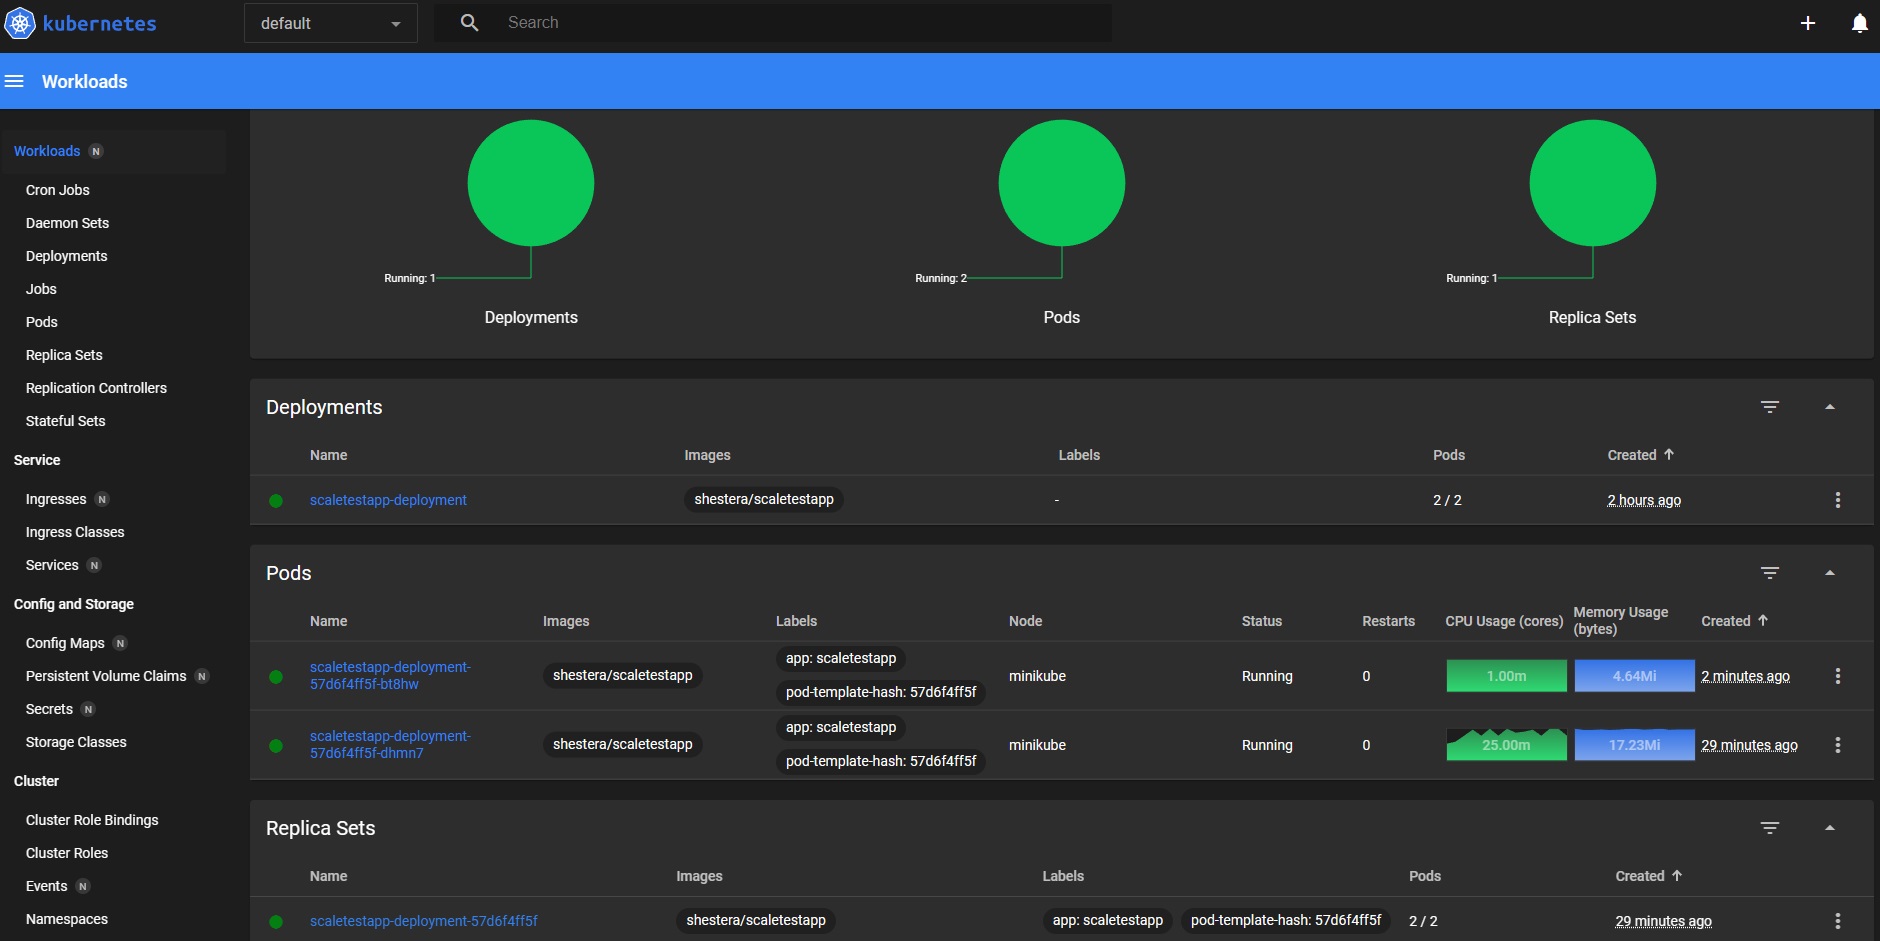 kubernetes
default
Search
Workloads
Workloads N
Cron Jobs
Daemon Sets
Deployments
Jobs
Pods
Replica Sets
Replication Controllers
Stateful Sets
Service
Ingresses N
Ingress Classes
Services N
Config and Storage
Config Maps N
Persistent Volume Claims N
Secrets N
Storage Classes
Cluster
Cluster Role Bindings
Cluster Roles
Events N
Namespaces
Running: 1
Deployments
Running: 2
Pods
Running: 1
Replica Sets
Deployments
Name Images Labels Pods Created
scaletestapp-deployment shestera/scaletestapp - 2 / 2 2 hours ago
Pods
Name Images Labels Node Status Restarts CPU Usage (cores) Memory Usage
(bytes) Created
scaletestapp-deployment-
57d6f4ff5f-bt8hw
shestera/scaletestapp
app: scaletestapp
pod-template-hash: 57d6f4ff5f
minikube Running 0 1.00m 4.64Mi 2 minutes ago
scaletestapp-deployment-
57d6f4ff5f-dhmn7
shestera/scaletestapp
app: scaletestapp
pod-template-hash: 57d6f4ff5f
minikube Running 0 25.00m 17.23Mi 29 minutes ago
Replica Sets
Name Images Labels Pods Created
scaletestapp-deployment-57d6f4ff5f shestera/scaletestapp app: scaletestapp pod-template-hash: 57d6f4ff5f 2 / 2 29 minutes ago